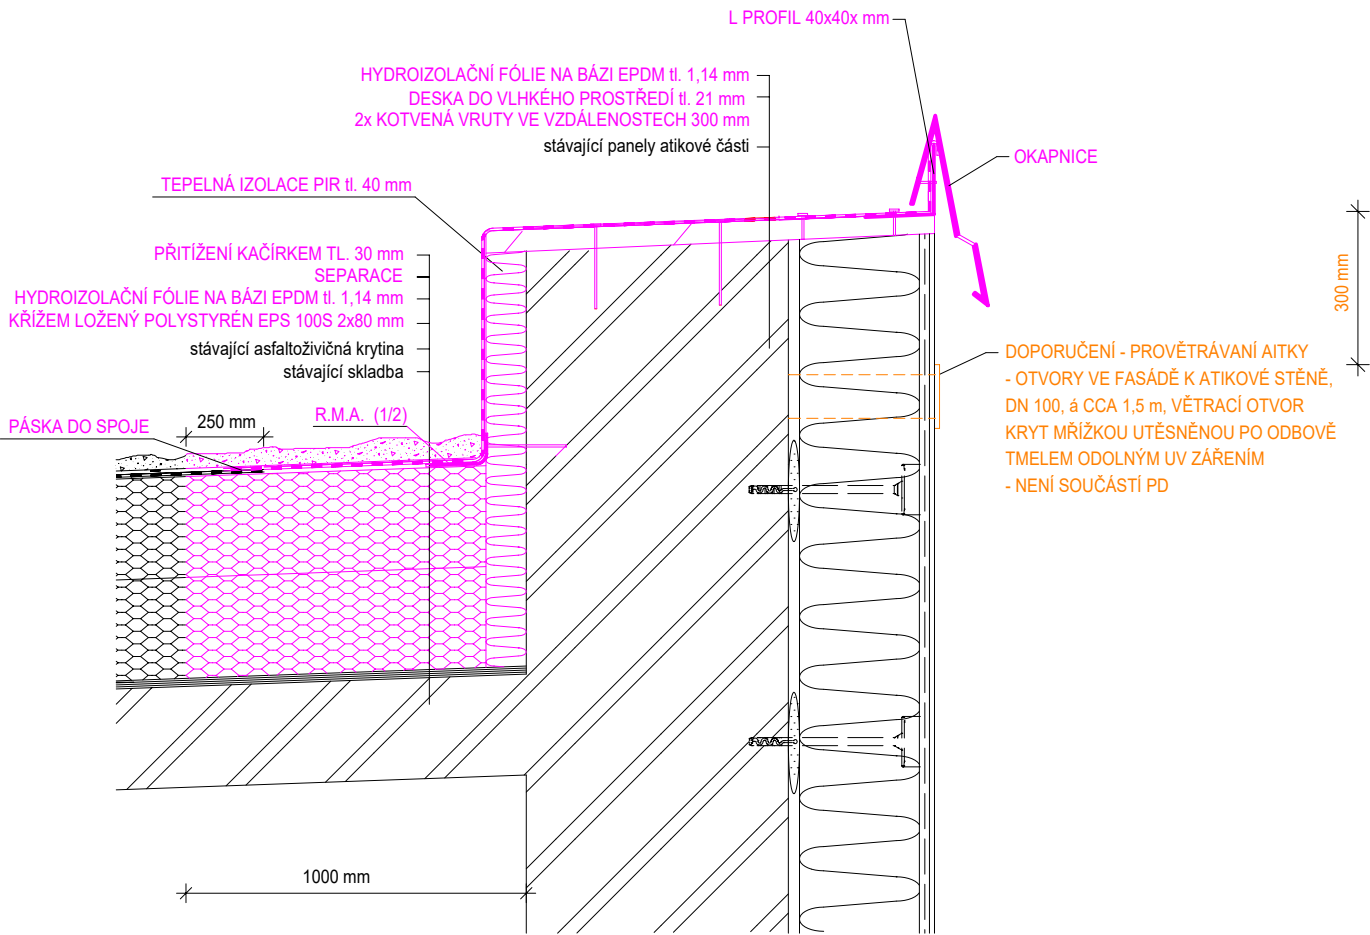 L PROFIL 40x40x mm
HYDROIZOLAČNÍ FÓLIE NA BÁZI EPDM tl. 1,14 mm
DESKA DO VLHKÉHO PROSTŘEDÍ tl. 21 mm
2x KOTVENÁ VRUTY VE VZDÁLENOSTECH 300 mm
stávající panely atikové části
OKAPNICE
TEPELNÁ IZOLACE PIR tl. 40 mm
PŘITÍŽENÍ KAČÍRKEM TL. 30 mm
SEPARACE
HYDROIZOLAČNÍ FÓLIE NA BÁZI EPDM tl. 1,14 mm
KŘÍŽEM LOŽENÝ POLYSTYRÉN EPS 100S 2x80 mm
stávající asfaltoživičná krytina
stávající skladba
300 mm
DOPORUČENÍ - PROVĚTRÁVANÍ AITKY
- OTVORY VE FASÁDĚ K ATIKOVÉ STĚNĚ,
DN 100, á CCA 1,5 m, VĚTRACÍ OTVOR
KRYT MŘÍŽKOU UTĚSNĚNOU PO ODBOVĚ
TMELEM ODOLNÝM UV ZÁŘENÍM
- NENÍ SOUČÁSTÍ PD
PÁSKA DO SPOJE
250 mm
R.M.A. (1/2)
1000 mm